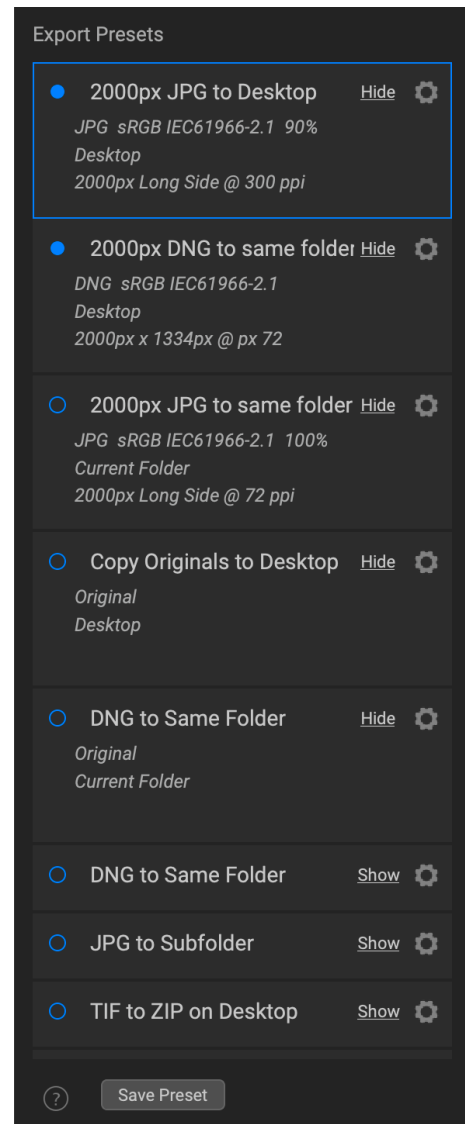 Export Presets
2000px JPG to Desktop Hide
JPG sRGB IEC61966-2.1 90%
Desktop
2000px Long Side @ 300 ppi
2000px DNG to same folder Hide
DNG sRGB IEC61966-2.1
Desktop
2000px x 1334px @ px 72
2000px JPG to same folder Hide
JPG sRGB IEC61966-2.1 100%
Current Folder
2000px Long Side @ 72 ppi
Copy Originals to Desktop Hide
Original
Desktop
DNG to Same Folder Hide
Original
Current Folder
DNG to Same Folder Show
JPG to Subfolder Show
TIF to ZIP on Desktop Show
? Save Preset